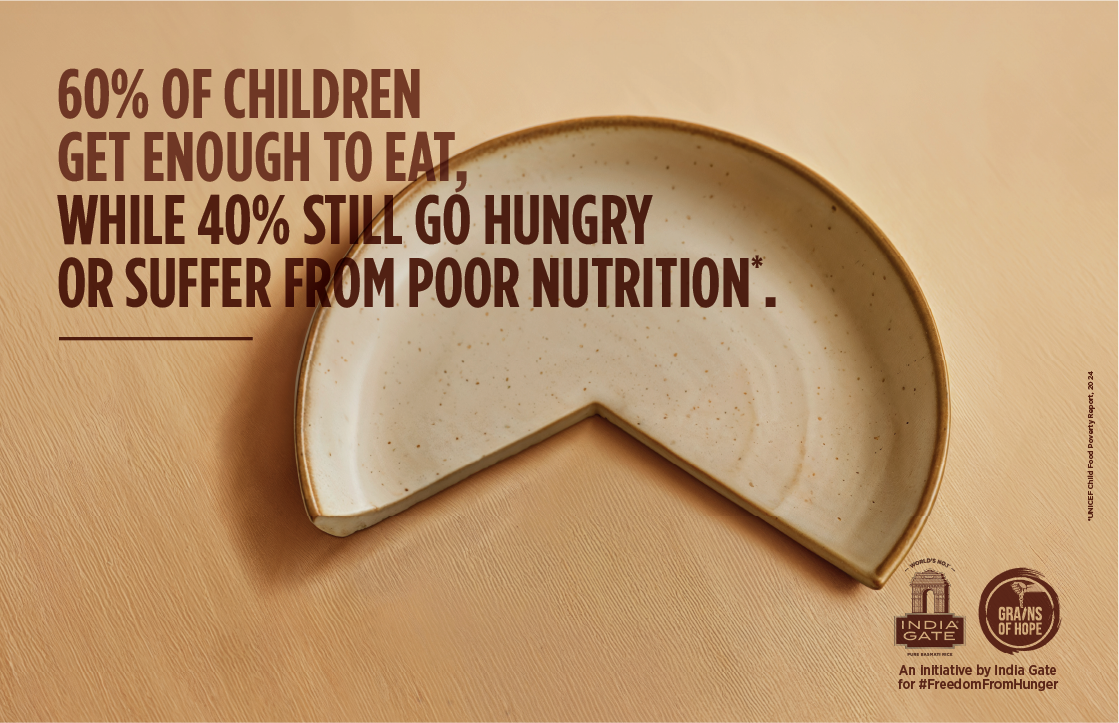 60% OF CHILDREN
GET ENOUGH TO EAT,
WHILE 40% STILL GO HUNGRY
OR SUFFER FROM POOR NUTRITION*.
*UNICEF Child Food Poverty Report, 2024
WORLD'S NO.1
INDIA
GATE
PURE BASMATI RICE
GRAINS
OF HOPE
An initiative by India Gate
for #FreedomFromHunger